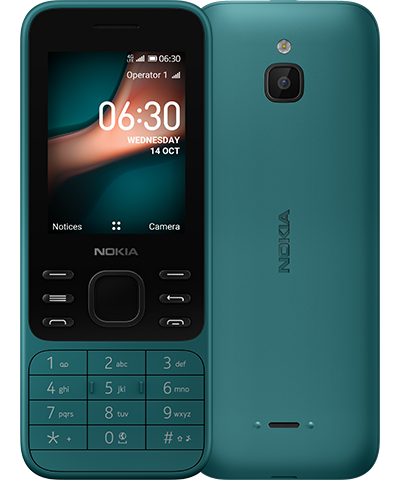 4G 06:30
Operator 1
06:30
WEDNESDAY
14 OCT
Notices Camera
NOKIA
1 2 abc 3 def
4 ghi 5 jkl 6 mno
7 pqrs 8 tuv 9 wxyz
* + 0 #
NOKIA